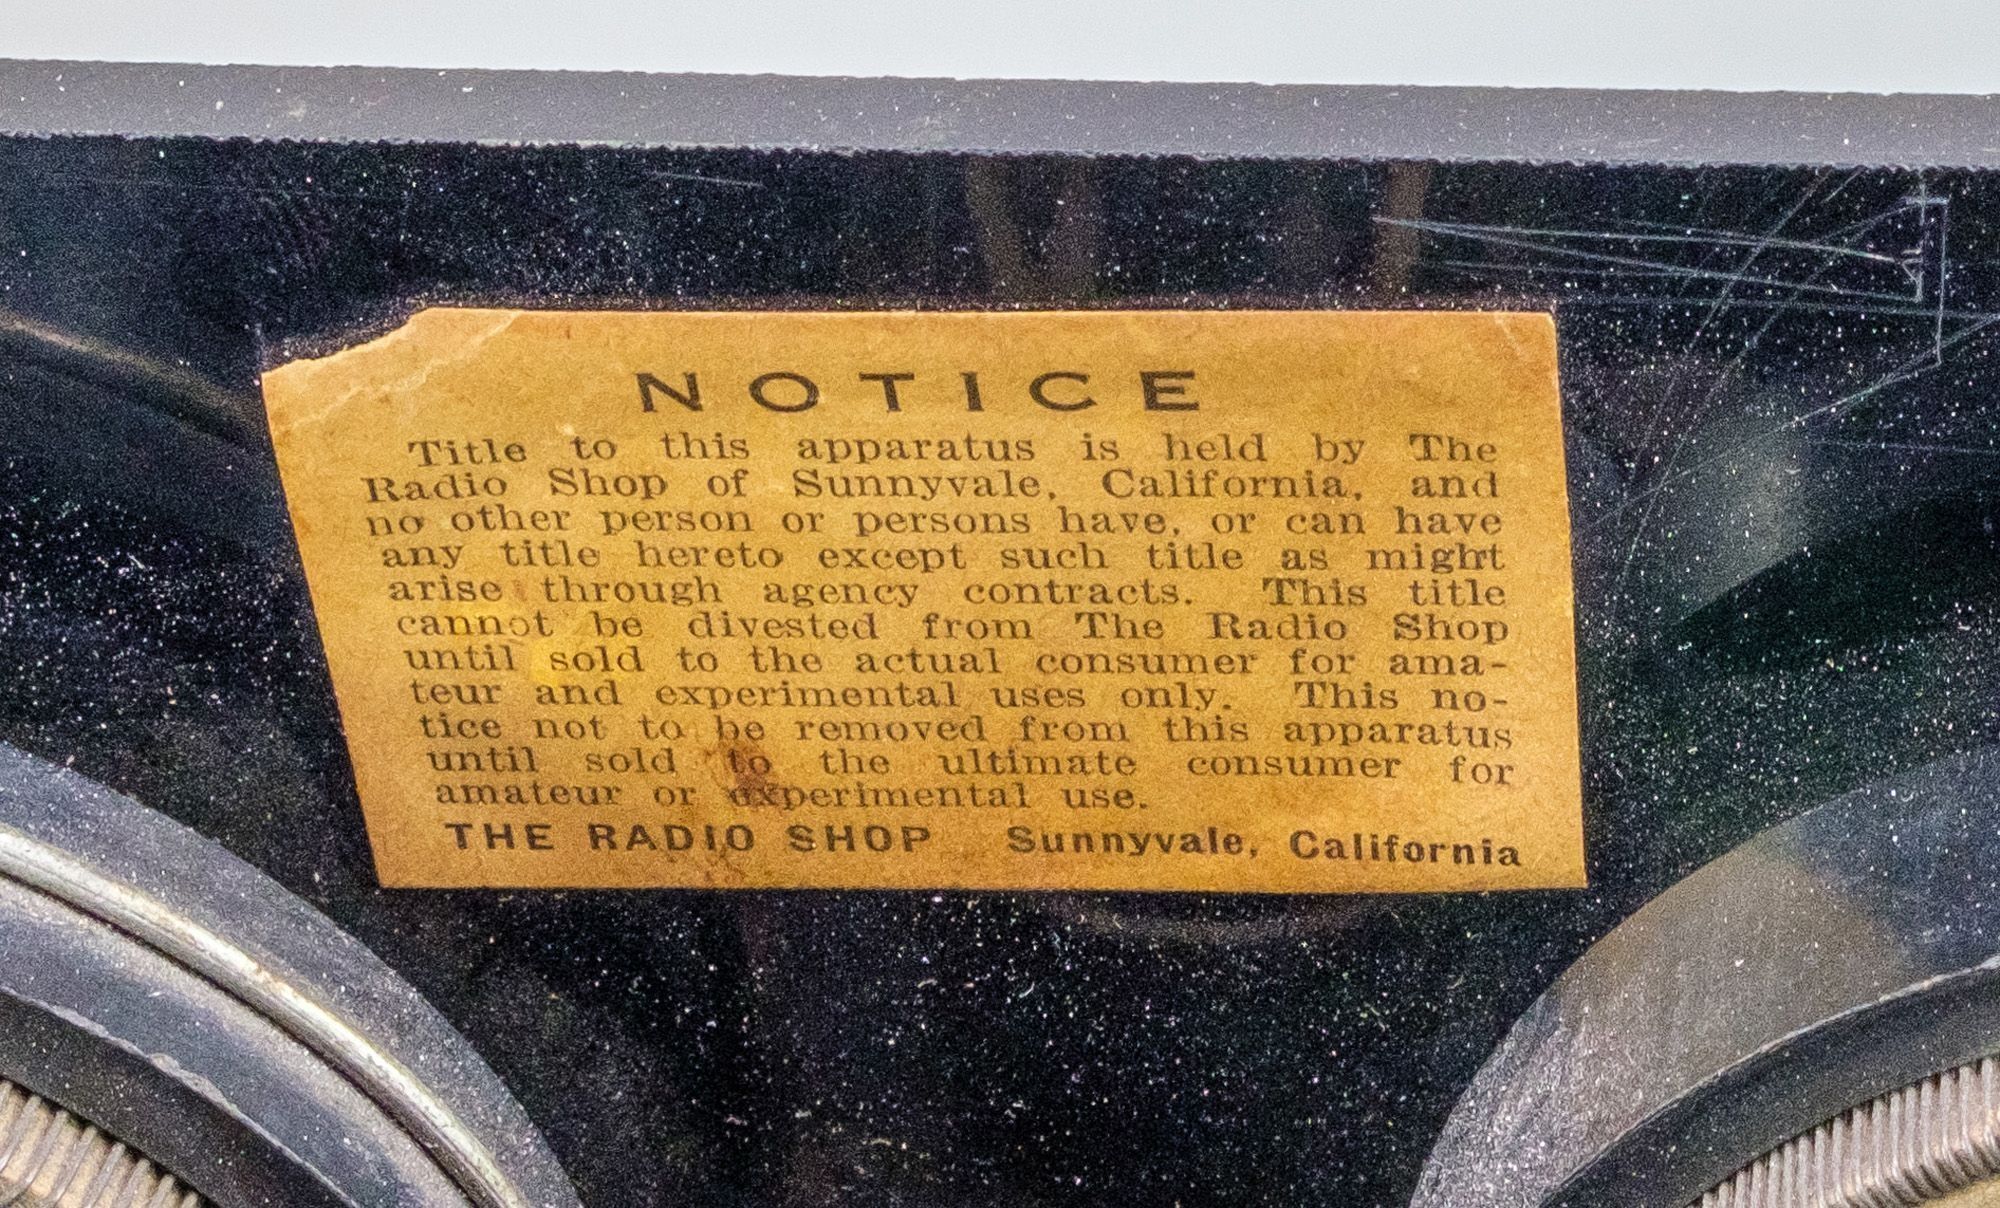 NOTICE
Title to this apparatus is held by The
Radio Shop of Sunnyvale, California, and
no other person or persons have, or can have
any title hereto except such title as might
arise through agency contracts. This title
cannot be divested from The Radio Shop
until sold to the actual consumer for ama-
teur and experimental uses only. This no-
tice not to be removed from this apparatus
until sold to the ultimate consumer for
amateur or experimental use.
THE RADIO SHOP Sunnyvale, California